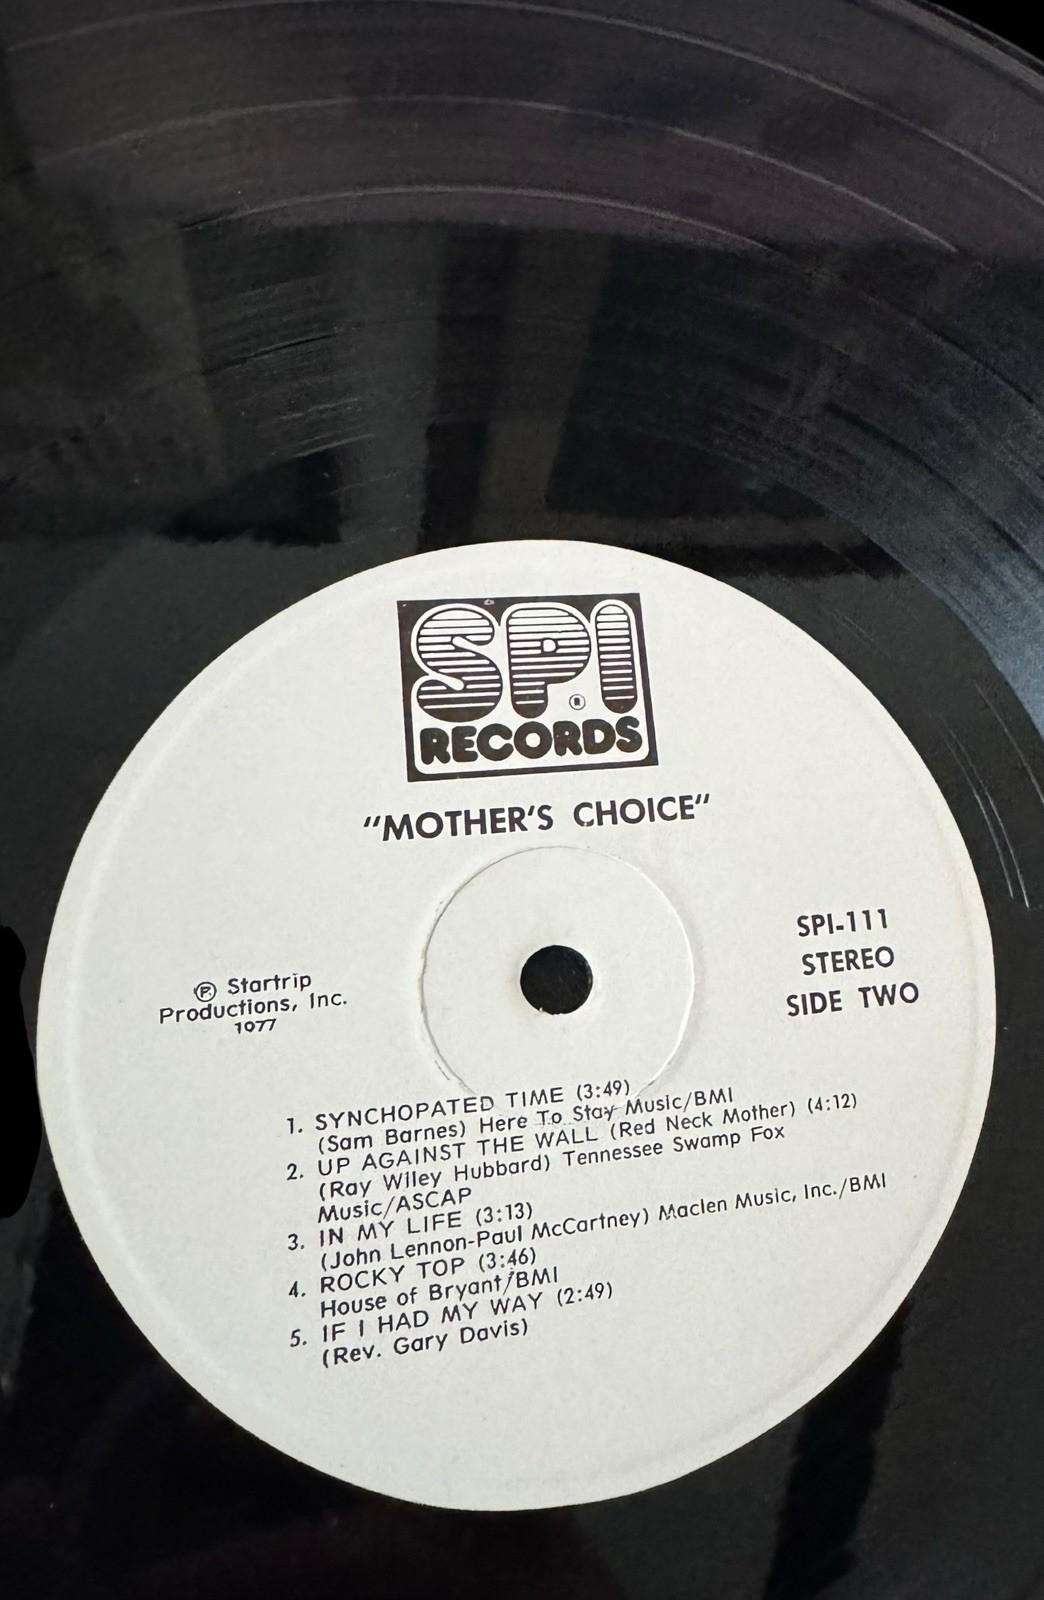 SPI ®
RECORDS
"MOTHER'S CHOICE"
SPI-111
STEREO
SIDE TWO
Ⓟ Startrip
Productions, Inc.
1977
1. SYNCHOPATED TIME (3:49)
(Sam Barnes) Here To Stay Music/BMI
2. UP AGAINST THE WALL (Red Neck Mother) (4:12)
(Ray Wiley Hubbard) Tennessee Swamp Fox
Music/ASCAP
3. IN MY LIFE (3:13)
(John Lennon-Paul McCartney) Maclen Music, Inc./BMI
4. ROCKY TOP (3:46)
House of Bryant/BMI
5. IF I HAD MY WAY (2:49)
(Rev. Gary Davis)